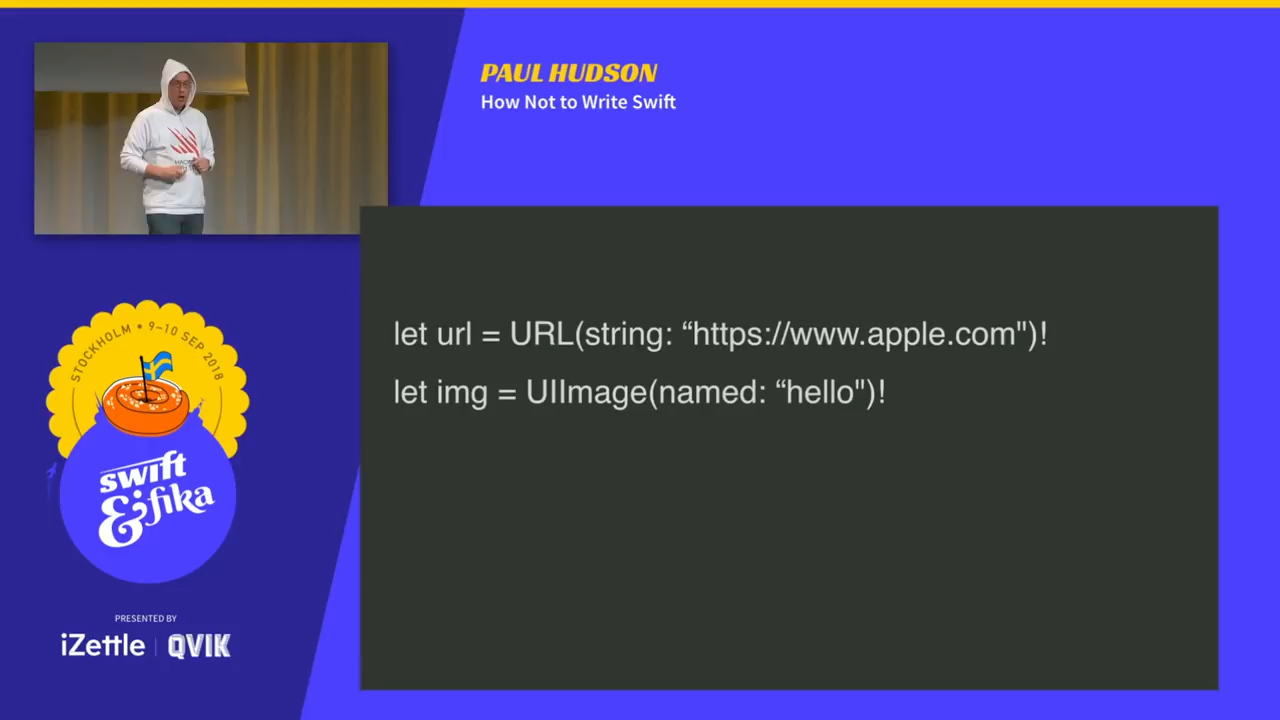 PAUL HUDSON
How Not to Write Swift
let url = URL(string: “https://www.apple.com")!
let img = UIImage(named: “hello")!
STOCKHOLM • 9–10 SEP 2018
swift
&fika
PRESENTED BY
iZettle | QVIK